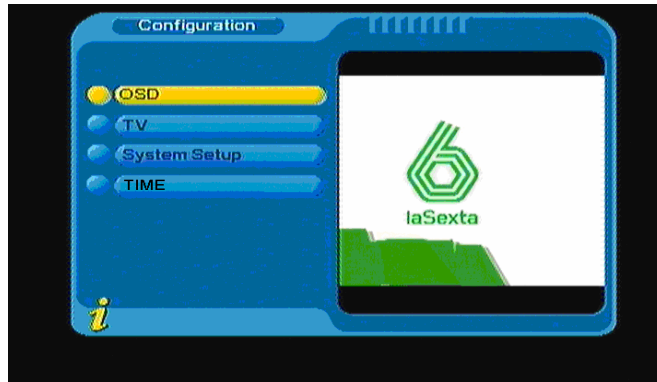 Configuration
OSD
TV
System Setup
TIME
laSexta
i